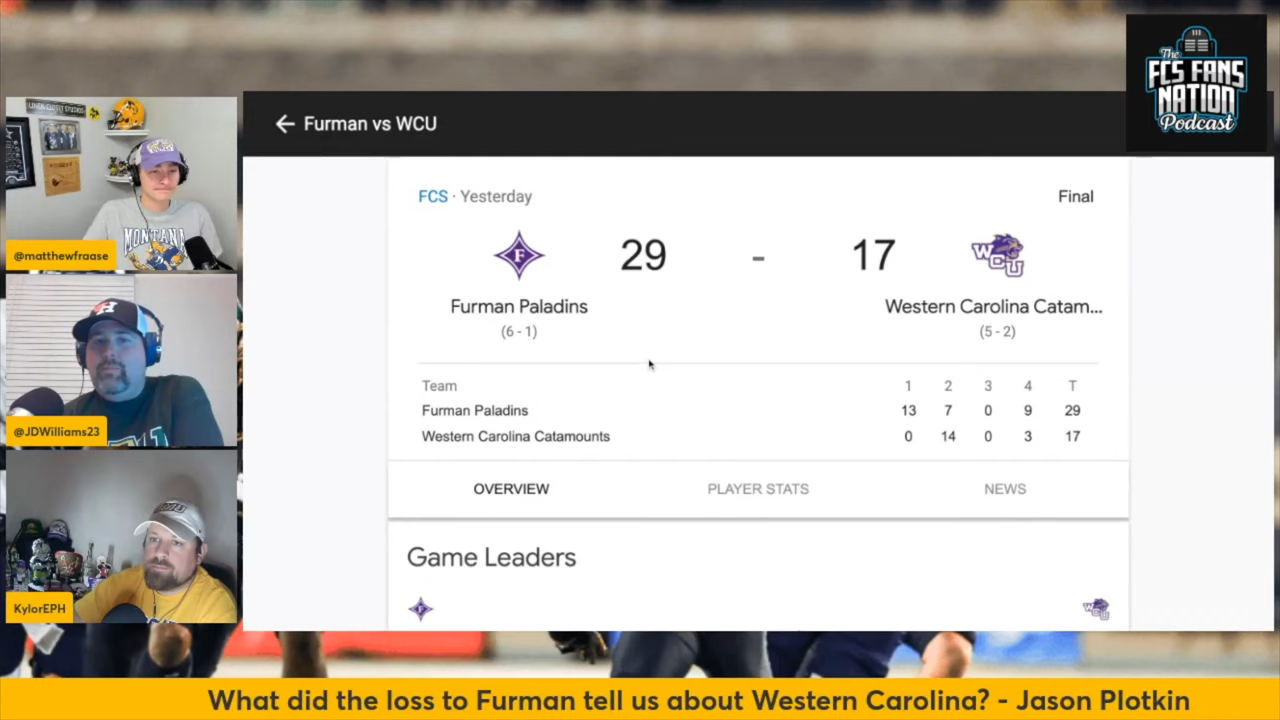 The
FCS FANS
NATION
Podcast
← Furman vs WCU
FCS · Yesterday
Final
F
29 - 17
WCU
Furman Paladins
Western Carolina Catam...
(6 - 1)
(5 - 2)
Team 1 2 3 4 T
Furman Paladins 13 7 0 9 29
Western Carolina Catamounts 0 14 0 3 17
OVERVIEW PLAYER STATS NEWS
Game Leaders
MONTANA
@matthewfraase
@JDWilliams23
KylorEPH
What did the loss to Furman tell us about Western Carolina? - Jason Plotkin